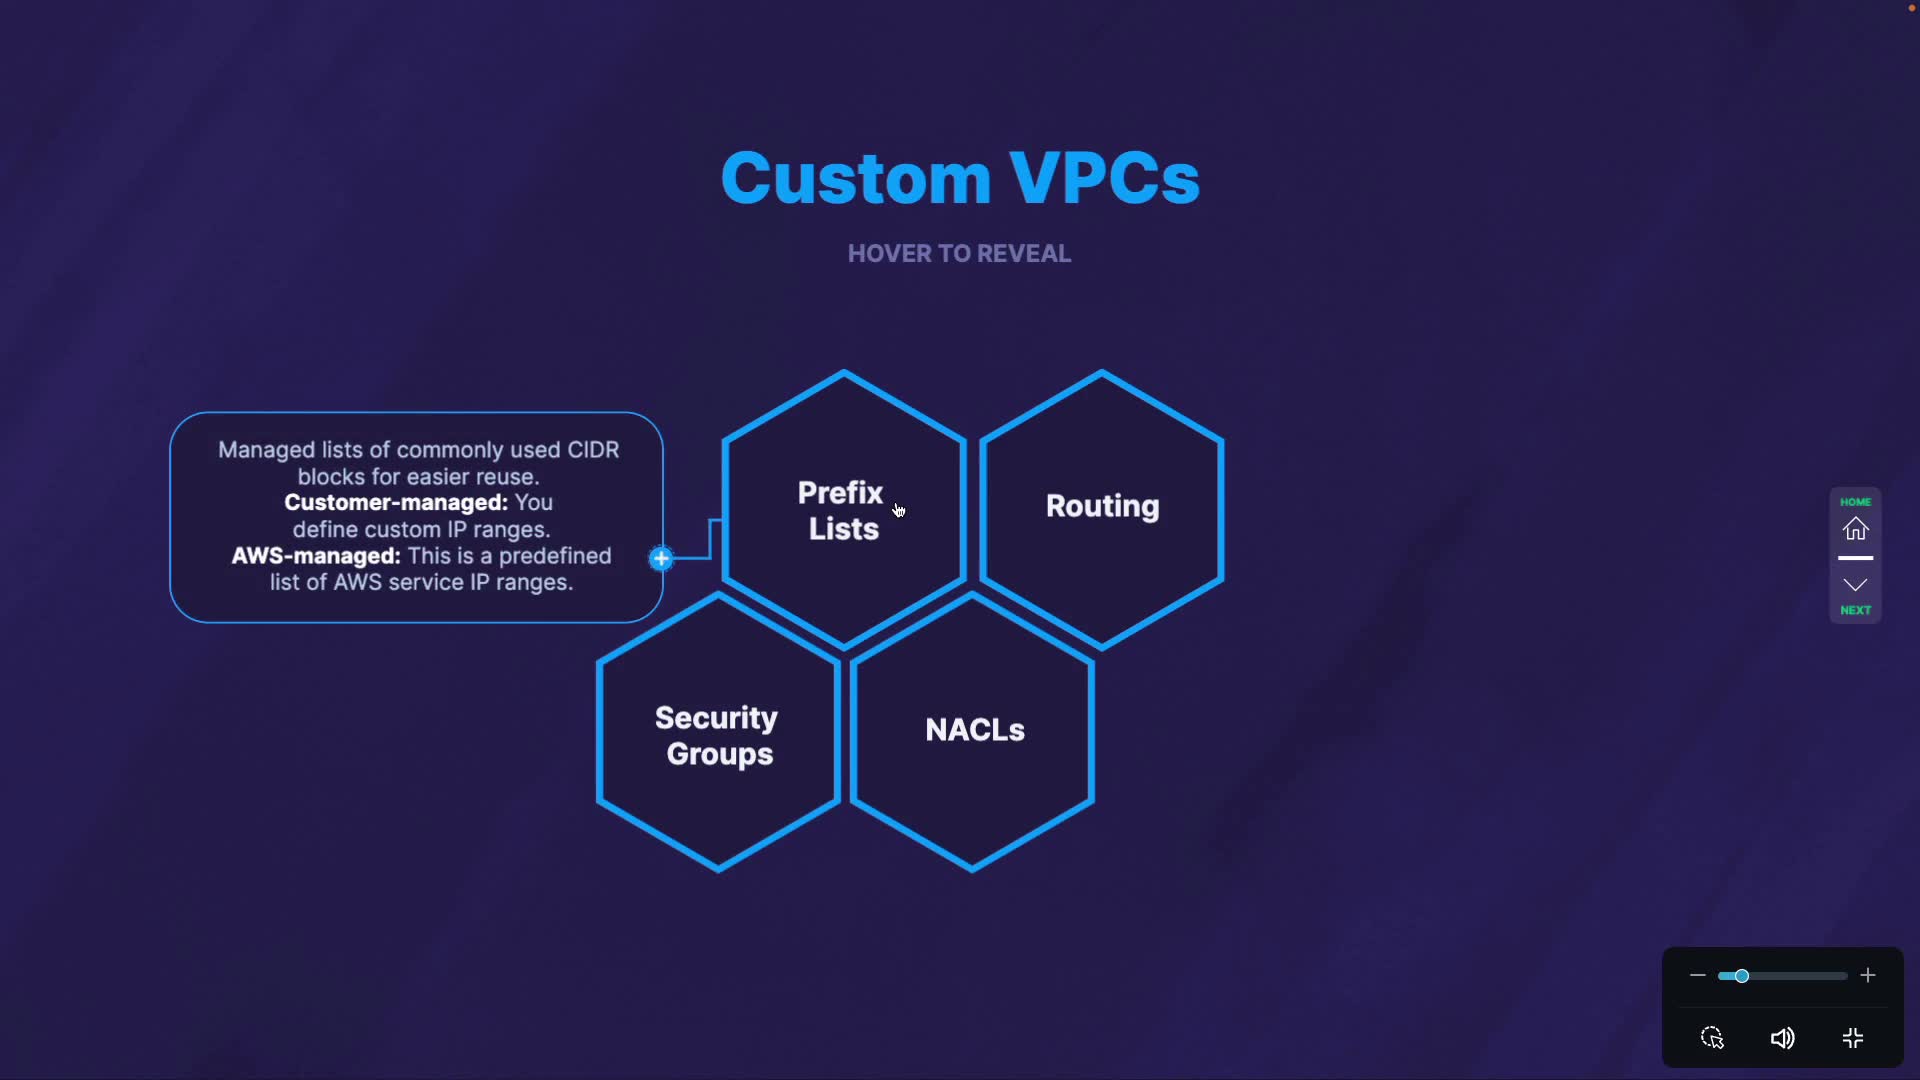 Custom VPCs
HOVER TO REVEAL
Managed lists of commonly used CIDR
blocks for easier reuse.
Customer-managed: You
define custom IP ranges.
AWS-managed: This is a predefined
list of AWS service IP ranges.
Prefix
Lists
Routing
Security
Groups
NACLs
HOME
NEXT